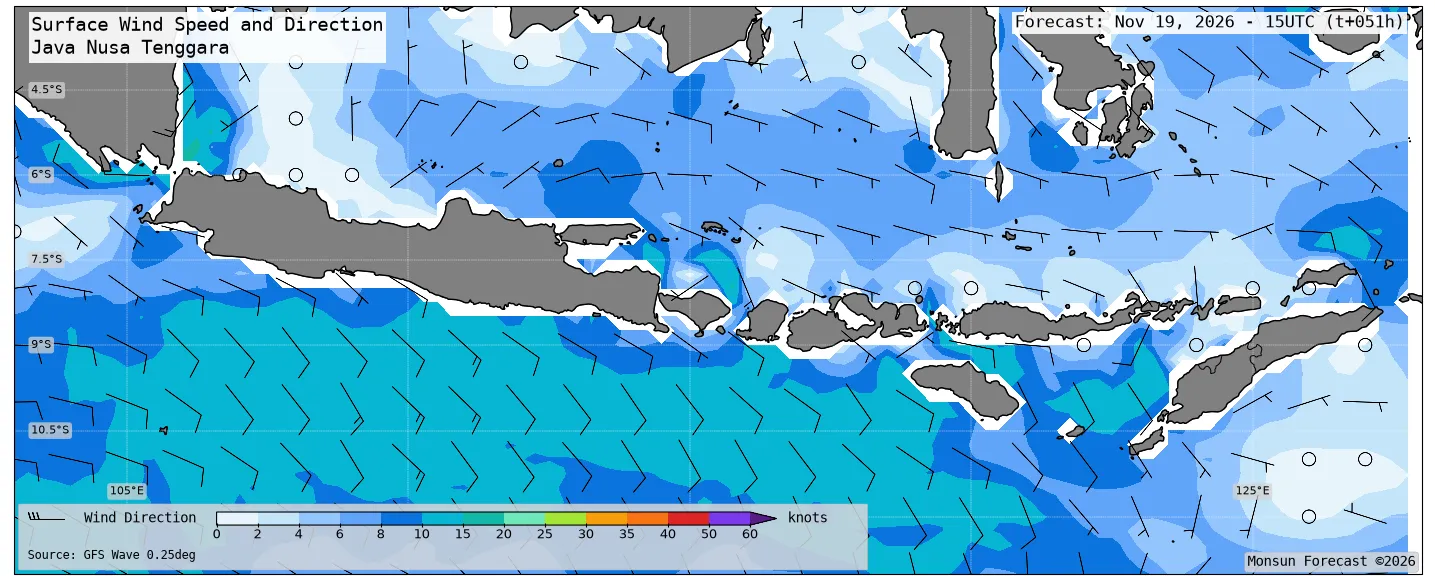 Surface Wind Speed and Direction
Java Nusa Tenggara
Forecast: Nov 19, 2026 - 15UTC (t+051h)
4.5°S
6°S
7.5°S
9°S
10.5°S
105°E
125°E
Wind Direction
0 2 4 6 8 10 15 20 25 30 35 40 50 60
knots
Source: GFS Wave 0.25deg
Monsun Forecast ©2026